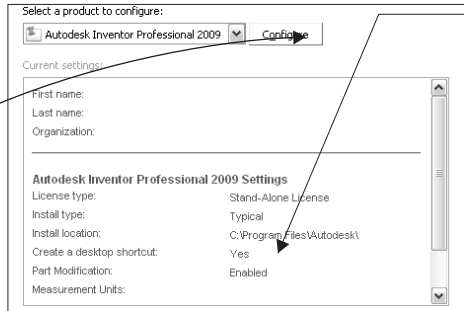 Select a product to configure:
Autodesk Inventor Professional 2009 Configure
Current settings:
First name:
Last name:
Organization:
Autodesk Inventor Professional 2009 Settings
License type: Stand-Alone License
Install type: Typical
Install location: C:\Program Files\Autodesk\
Create a desktop shortcut: Yes
Part Modification: Enabled
Measurement Units: